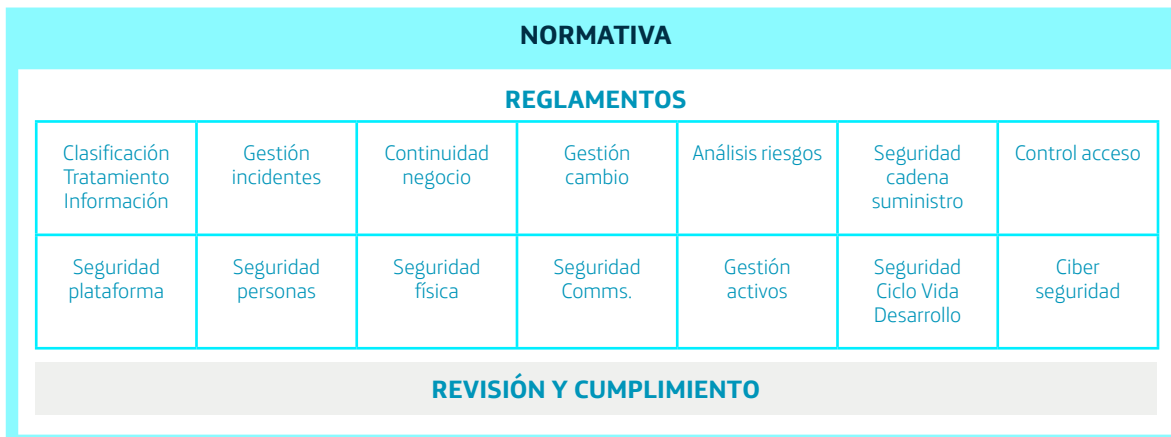 NORMATIVA
REGLAMENTOS
Clasificación
Tratamiento
Información
Gestión
incidentes
Continuidad
negocio
Gestión
cambio
Análisis riesgos
Seguridad
cadena
suministro
Control acceso
Seguridad
plataforma
Seguridad
personas
Seguridad
física
Seguridad
Comms.
Gestión
activos
Seguridad
Ciclo Vida
Desarrollo
Ciber
seguridad
REVISIÓN Y CUMPLIMIENTO